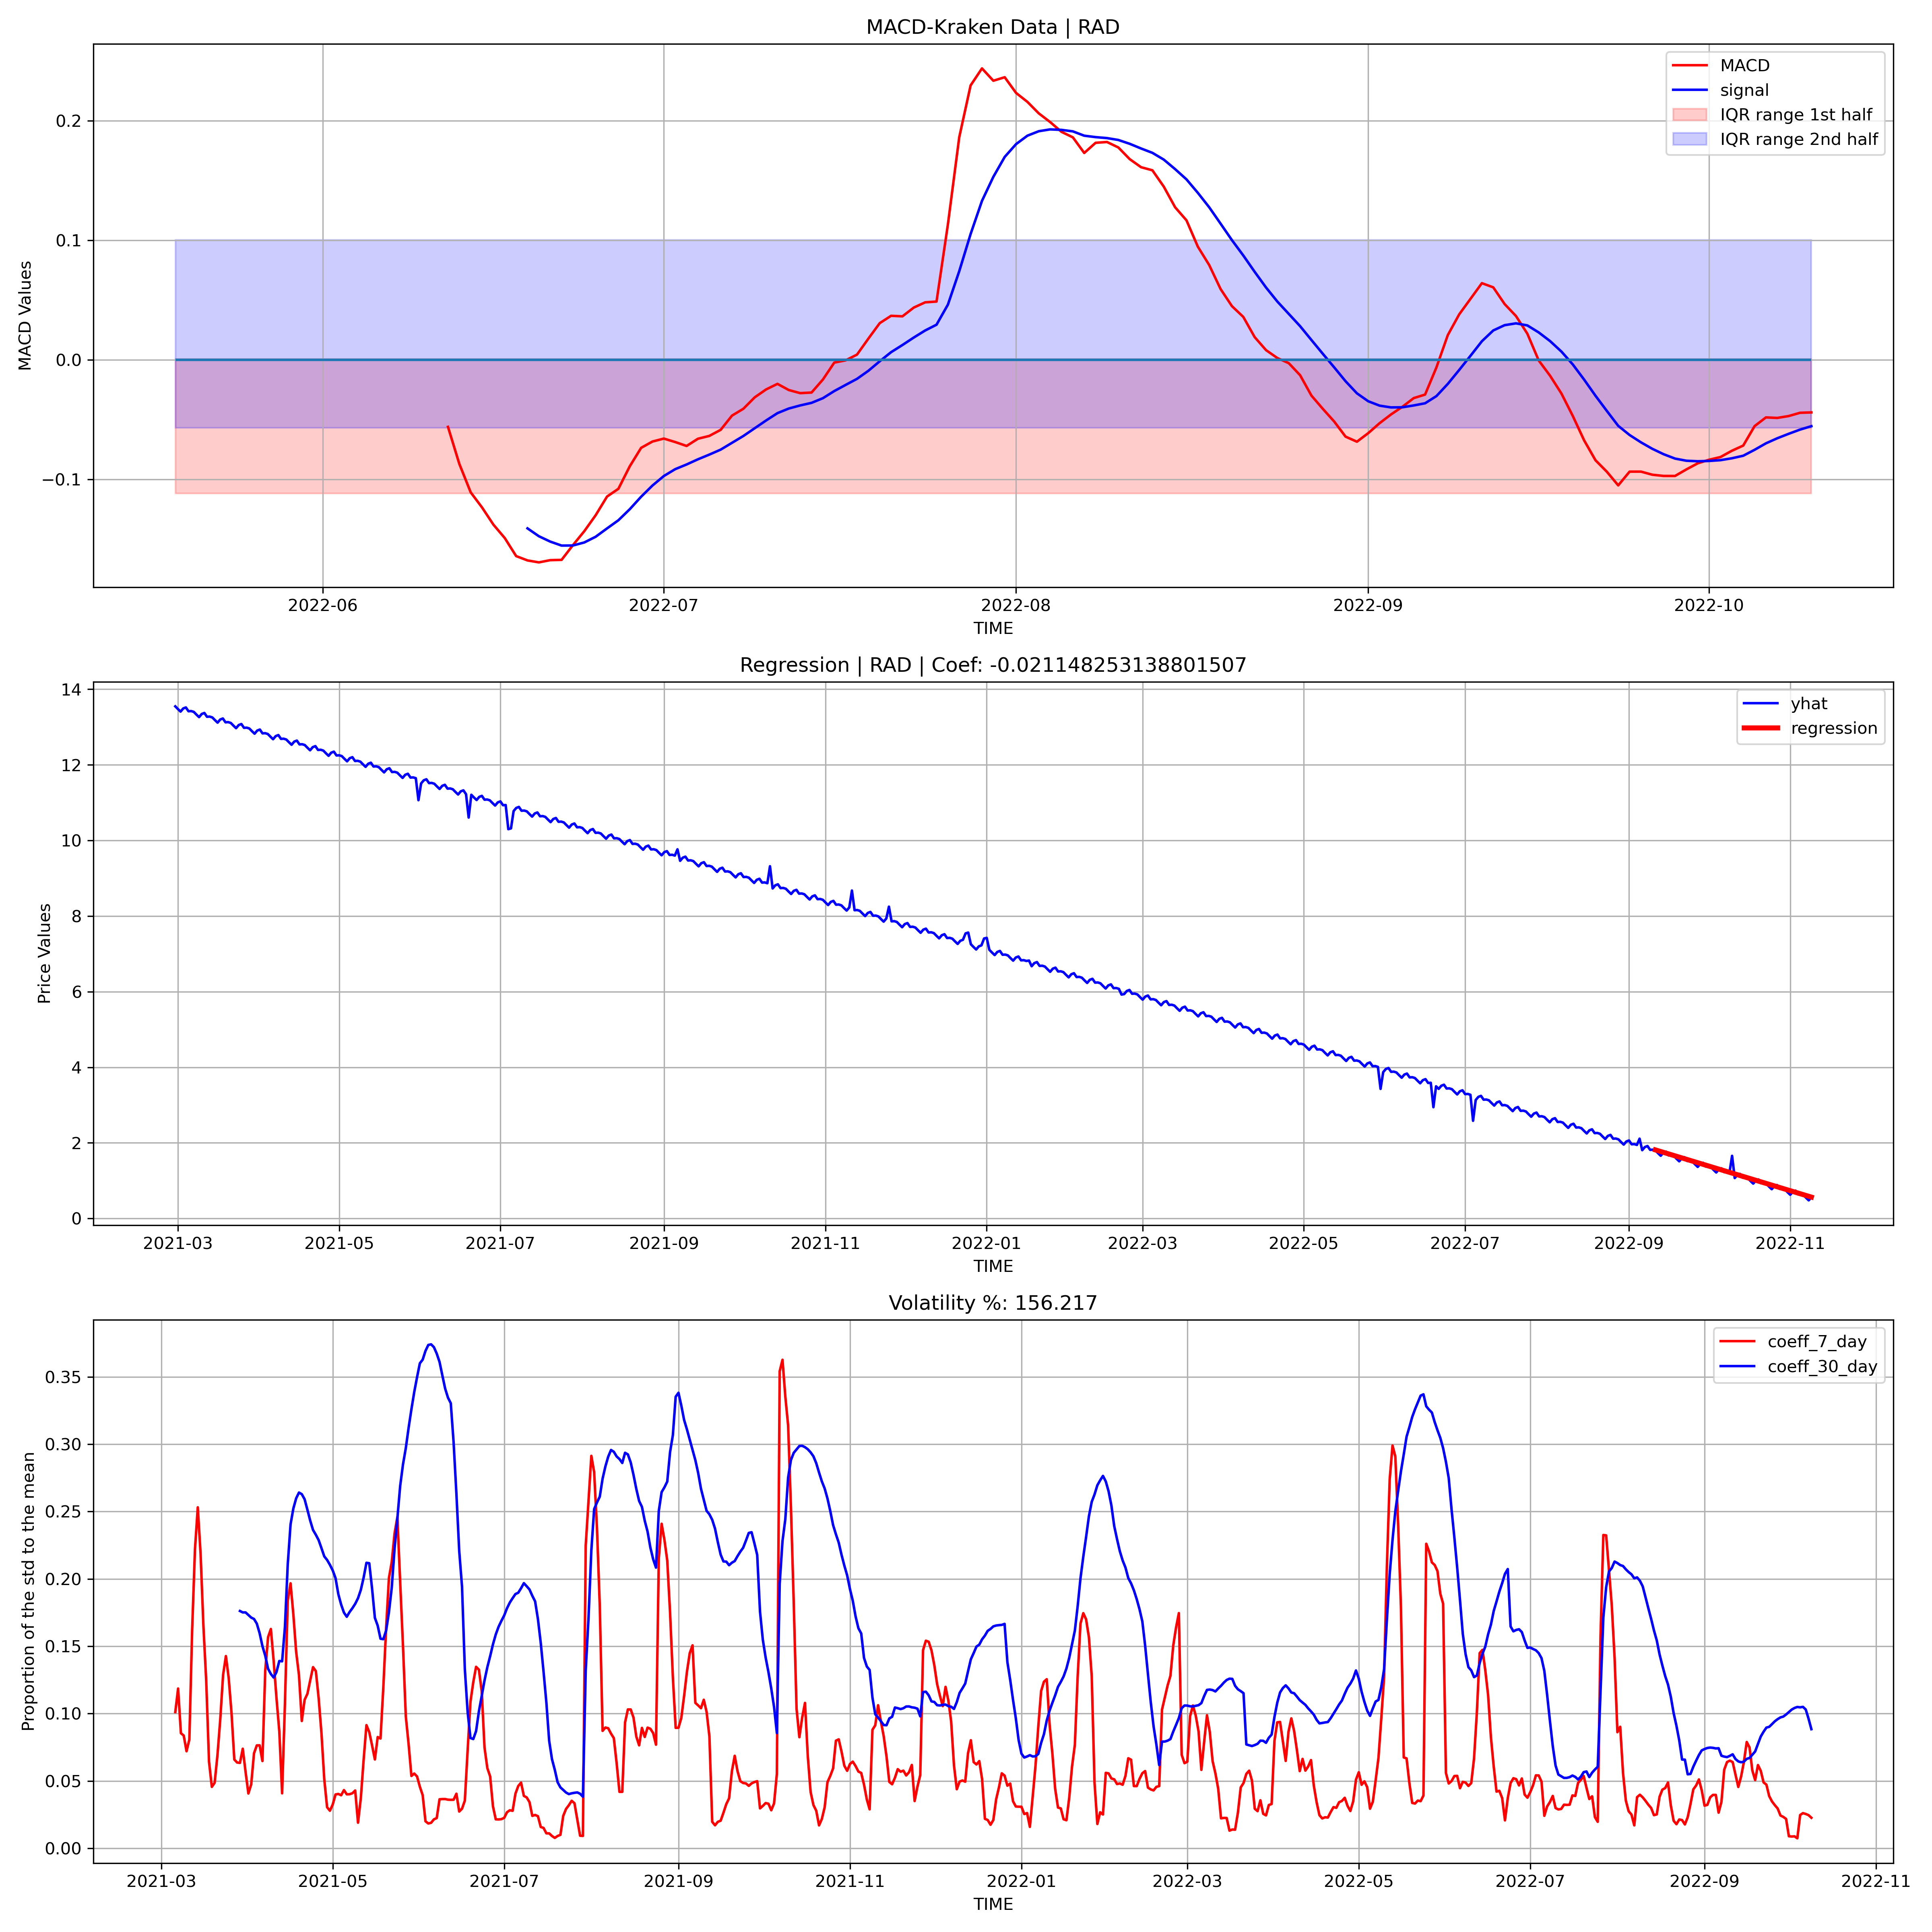 MACD-Kraken Data | RAD
MACD
signal
IQR range 1st half
IQR range 2nd half
0.2
0.1
0.0
−0.1
MACD Values
2022-06 2022-07 2022-08 2022-09 2022-10
TIME
Regression | RAD | Coef: -0.021148253138801507
yhat
regression
14
12
10
8
6
4
2
0
Price Values
2021-03 2021-05 2021-07 2021-09 2021-11 2022-01 2022-03 2022-05 2022-07 2022-09 2022-11
TIME
Volatility %: 156.217
coeff_7_day
coeff_30_day
0.35
0.30
0.25
0.20
0.15
0.10
0.05
0.00
Proportion of the std to the mean
2021-03 2021-05 2021-07 2021-09 2021-11 2022-01 2022-03 2022-05 2022-07 2022-09 2022-11
TIME